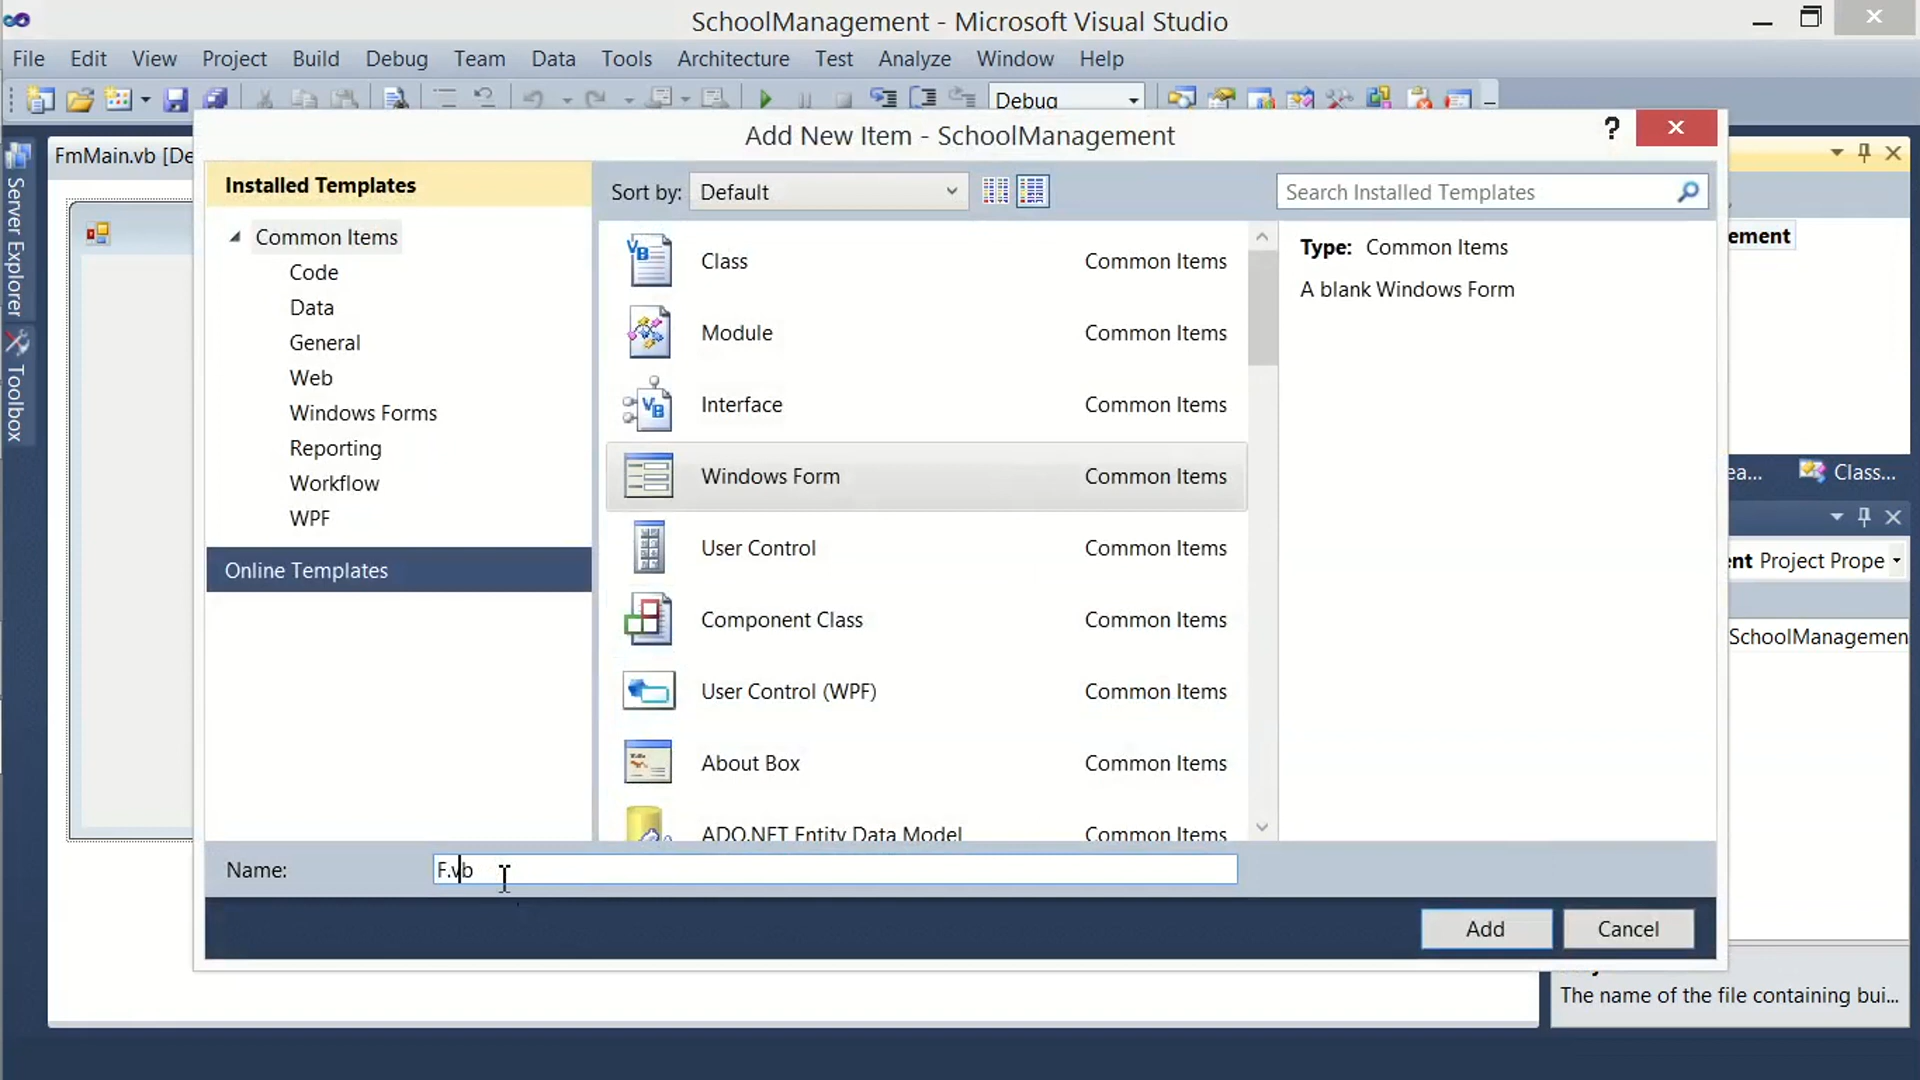 SchoolManagement - Microsoft Visual Studio
File Edit View Project Build Debug Team Data Tools Architecture Test Analyze Window Help
Debug
Server Explorer
Toolbox
FmMain.vb [De
Add New Item - SchoolManagement
?
Installed Templates
Common Items
Code
Data
General
Web
Windows Forms
Reporting
Workflow
WPF
Online Templates
Sort by: Default
Search Installed Templates
Class Common Items
Module Common Items
Interface Common Items
Windows Form Common Items
User Control Common Items
Component Class Common Items
User Control (WPF) Common Items
About Box Common Items
ADO.NET Entity Data Model Common Items
Type: Common Items
A blank Windows Form
Name: F.vb
Add Cancel
ement
ea... Class...
nt Project Prope
SchoolManagemen
The name of the file containing bui...